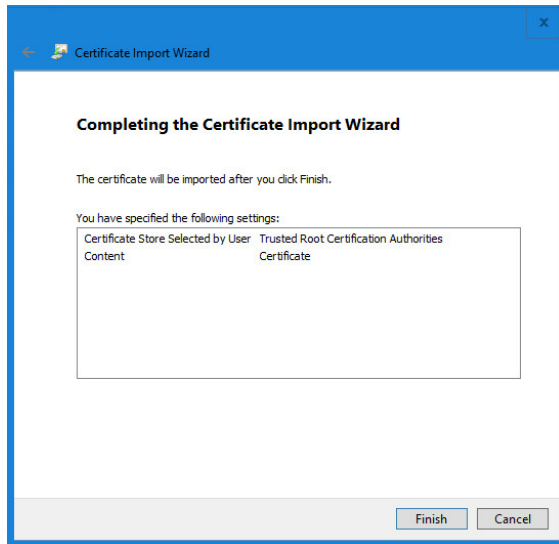 Certificate Import Wizard
Completing the Certificate Import Wizard
The certificate will be imported after you click Finish.
You have specified the following settings:
Certificate Store Selected by User Trusted Root Certification Authorities
Content Certificate
Finish Cancel